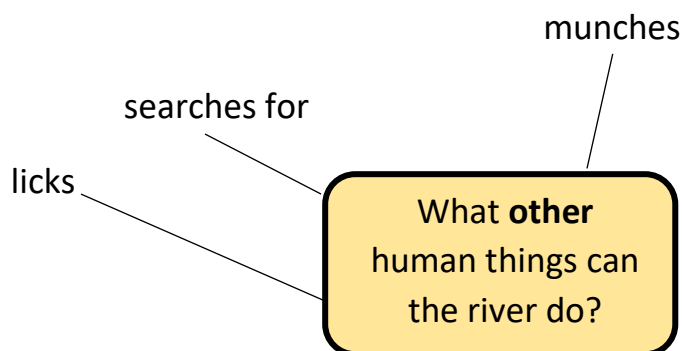 munches
searches for
licks
What other
human things can
the river do?